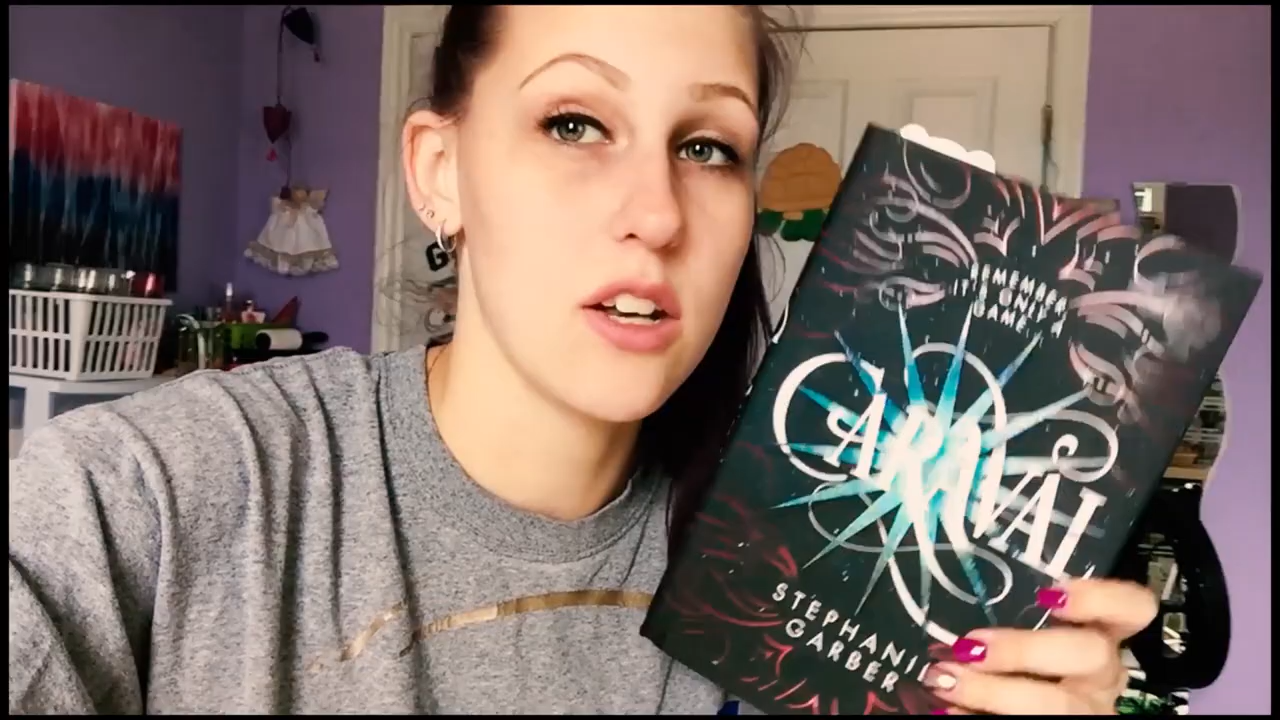 REMEMBER,
IT'S ONLY A
GAME...
CARAVAL
STEPHANIE
GARBER